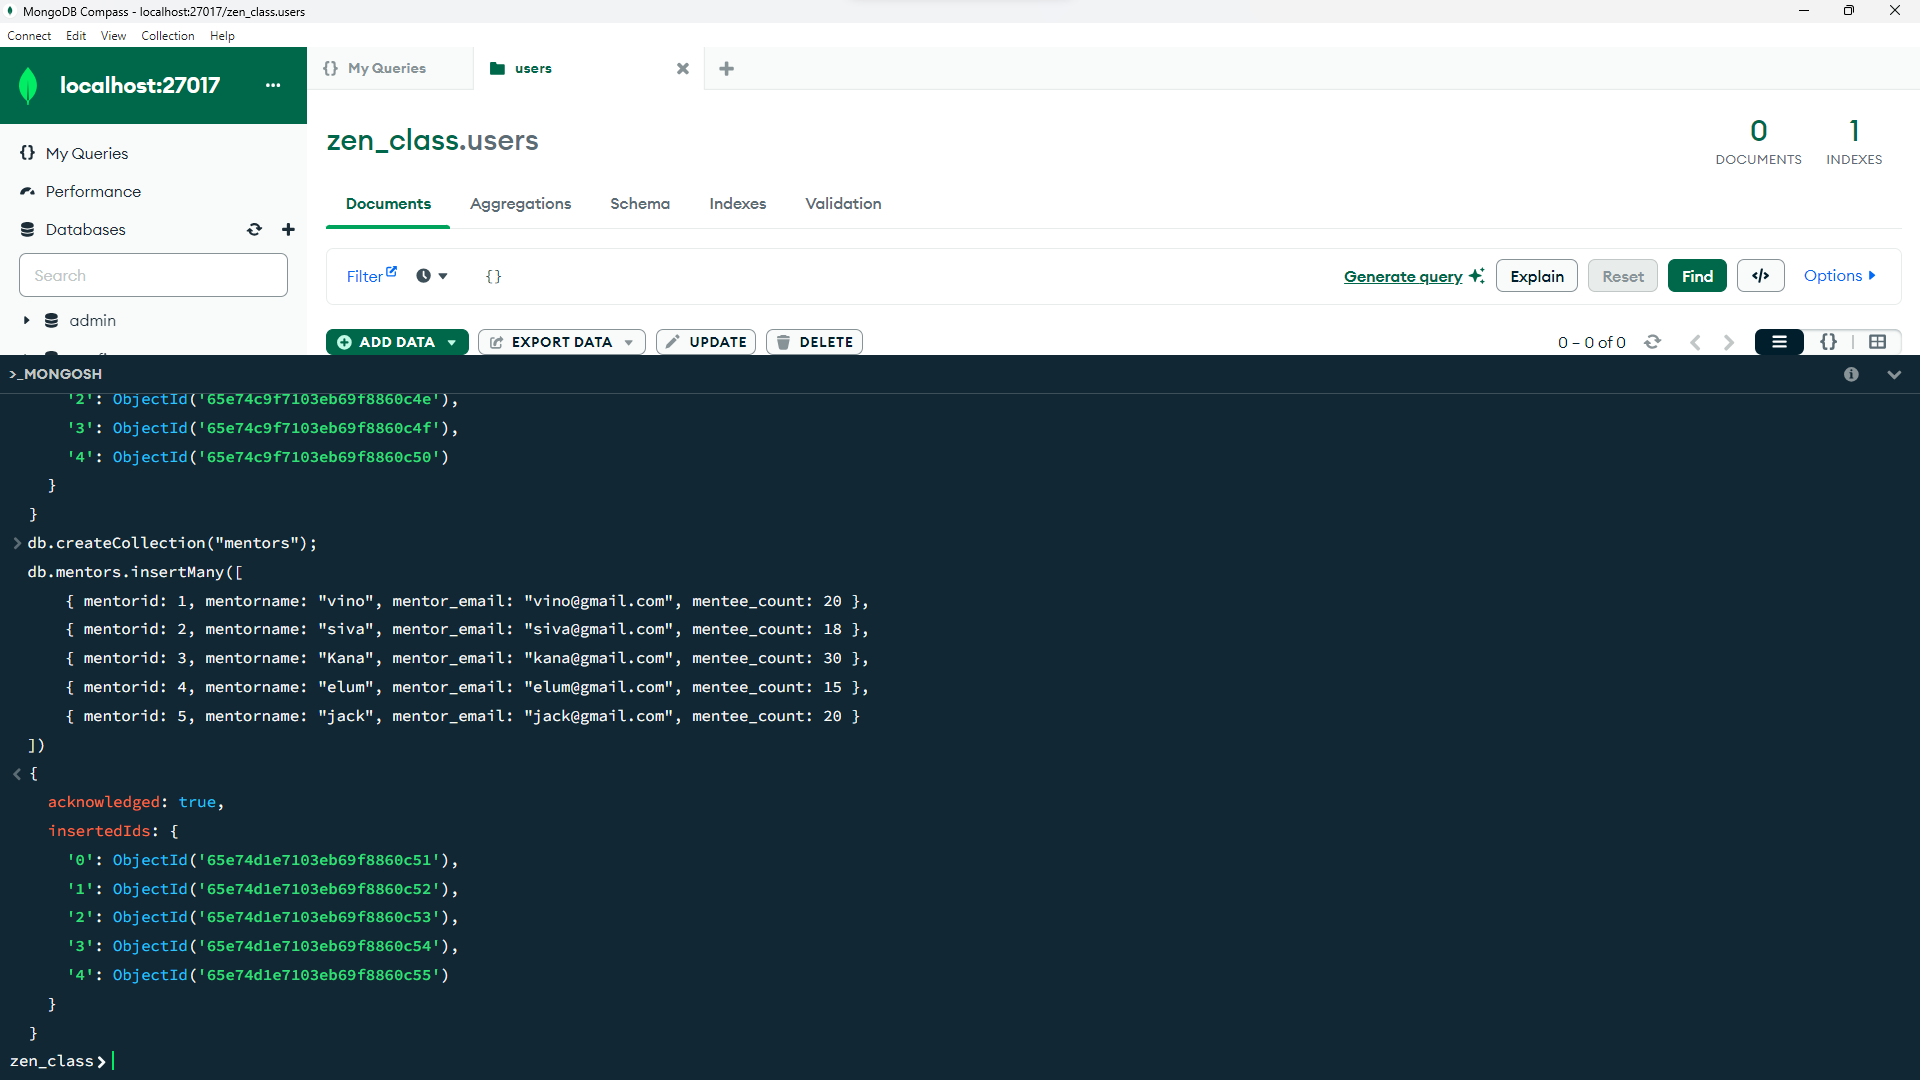 MongoDB Compass - localhost:27017/zen_class.users
Connect Edit View Collection Help
localhost:27017 ...
{} My Queries
users
zen_class.users
0
DOCUMENTS
1
INDEXES
{} My Queries
Performance
Databases
Search
admin
Documents Aggregations Schema Indexes Validation
Filter {} Generate query Explain Reset Find </> Options
ADD DATA EXPORT DATA UPDATE DELETE 0 – 0 of 0 {}
>_MONGOSH
'2': ObjectId('65e74c9f7103eb69f8860c4e'),
'3': ObjectId('65e74c9f7103eb69f8860c4f'),
'4': ObjectId('65e74c9f7103eb69f8860c50')
}
}
> db.createCollection("mentors");
db.mentors.insertMany([
{ mentorid: 1, mentorname: "vino", mentor_email: "vino@gmail.com", mentee_count: 20 },
{ mentorid: 2, mentorname: "siva", mentor_email: "siva@gmail.com", mentee_count: 18 },
{ mentorid: 3, mentorname: "Kana", mentor_email: "kana@gmail.com", mentee_count: 30 },
{ mentorid: 4, mentorname: "elum", mentor_email: "elum@gmail.com", mentee_count: 15 },
{ mentorid: 5, mentorname: "jack", mentor_email: "jack@gmail.com", mentee_count: 20 }
])
< {
acknowledged: true,
insertedIds: {
'0': ObjectId('65e74d1e7103eb69f8860c51'),
'1': ObjectId('65e74d1e7103eb69f8860c52'),
'2': ObjectId('65e74d1e7103eb69f8860c53'),
'3': ObjectId('65e74d1e7103eb69f8860c54'),
'4': ObjectId('65e74d1e7103eb69f8860c55')
}
}
zen_class>